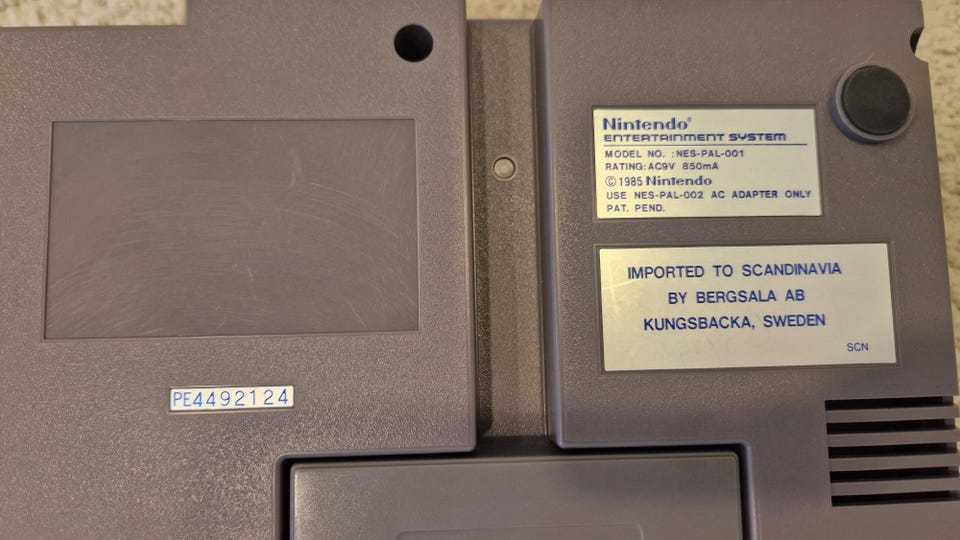 Nintendo®
ENTERTAINMENT SYSTEM
MODEL NO. :NES-PAL-001
RATING:AC9V 850mA
©1985 Nintendo
USE NES-PAL-002 AC ADAPTER ONLY
PAT. PEND.
IMPORTED TO SCANDINAVIA
BY BERGSALA AB
KUNGSBACKA, SWEDEN
SCN
PE4492124